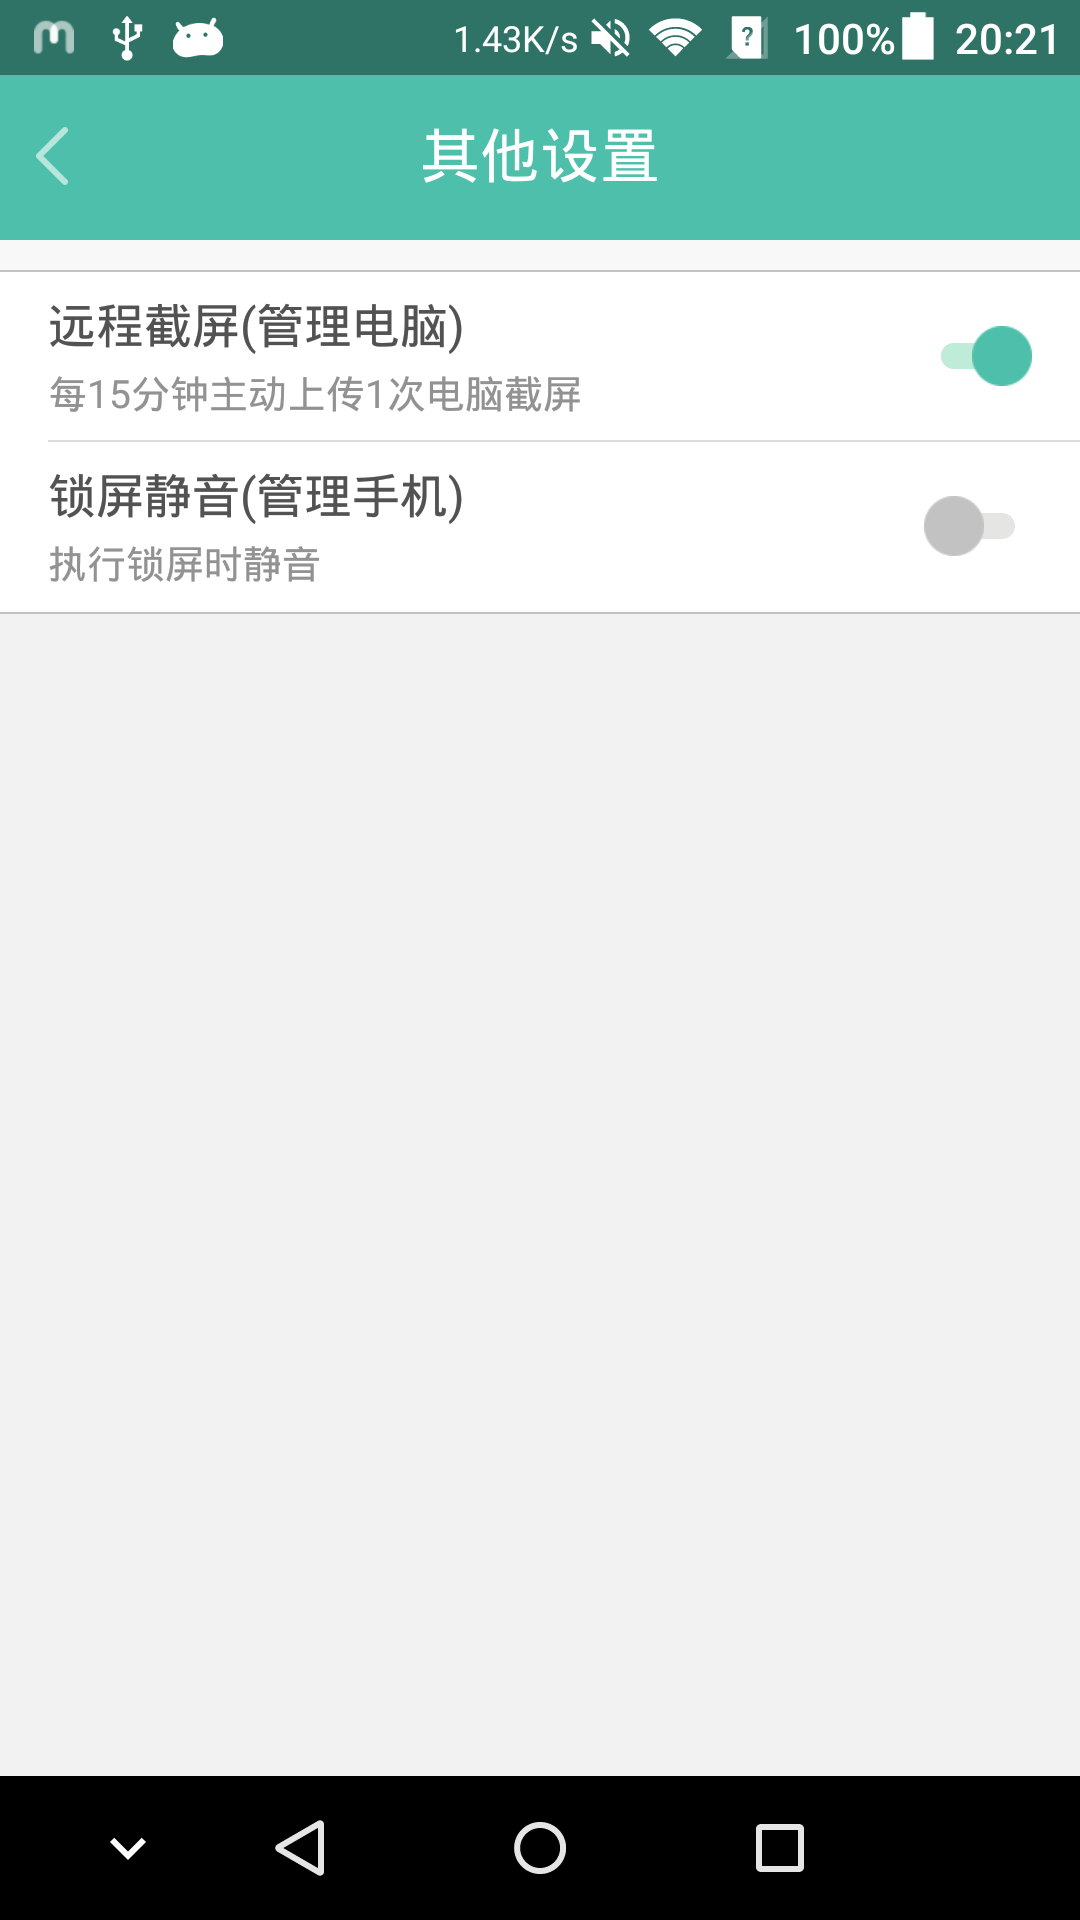 1.43K/s 100% 20:21
其他设置
远程截屏(管理电脑)
每15分钟主动上传1次电脑截屏
锁屏静音(管理手机)
执行锁屏时静音